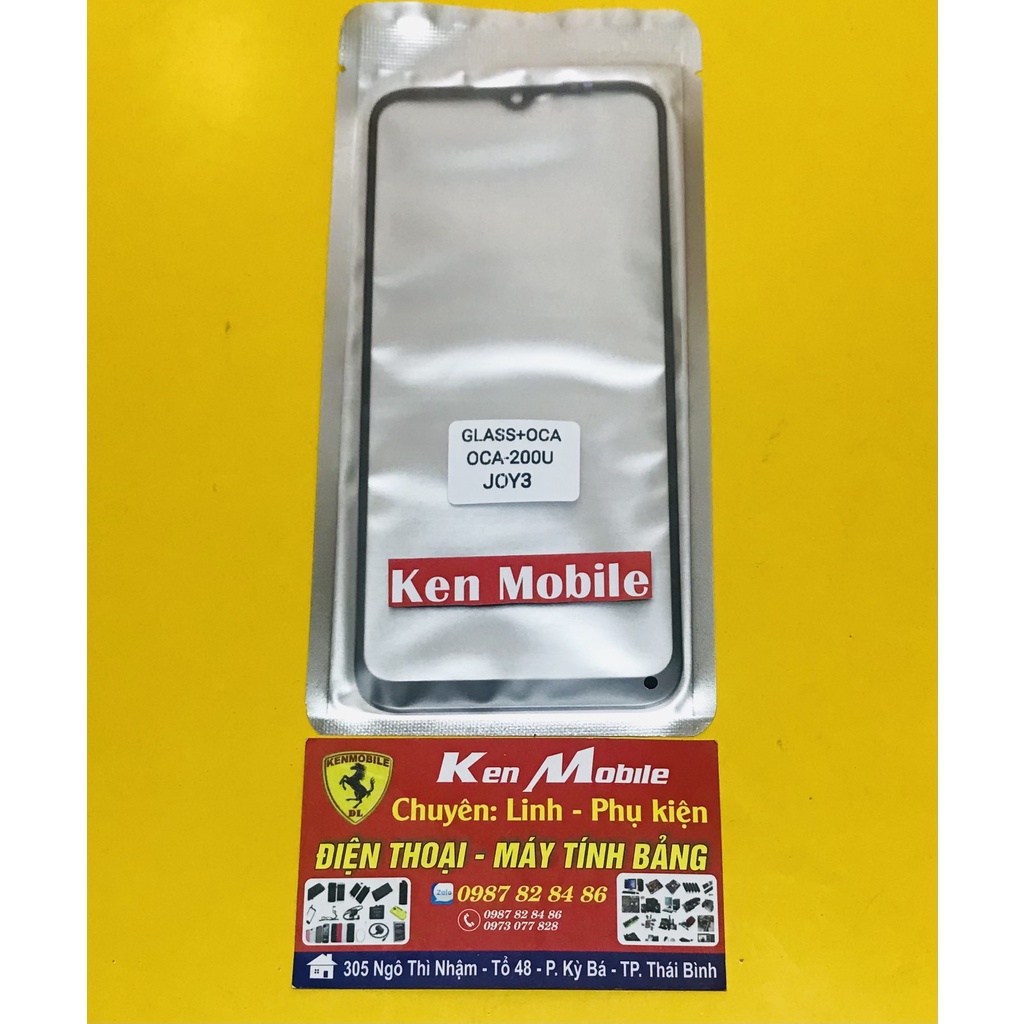 GLASS+OCA
OCA-200U
JOY3
Ken Mobile
KENMOBILE
DL
Ken Mobile
Chuyên: Linh - Phụ kiện
ĐIỆN THOẠI - MÁY TÍNH BẢNG
Zalo 0987 82 84 86
0987 82 84 86
0973 077 828
305 Ngô Thì Nhậm - Tổ 48 - P. Kỳ Bá - TP. Thái Bình